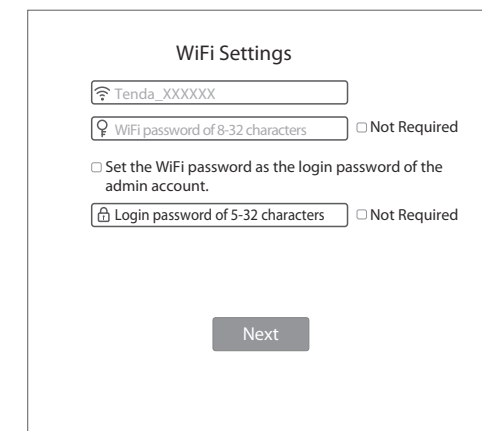 WiFi Settings
Tenda_XXXXXX
WiFi password of 8-32 characters
Not Required
Set the WiFi password as the login password of the
admin account.
Login password of 5-32 characters
Not Required
Next